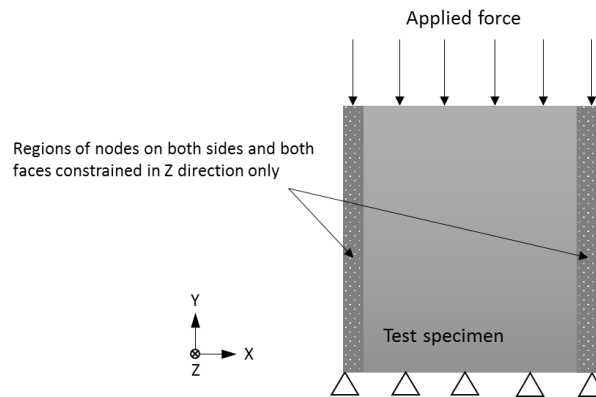 Applied force
Regions of nodes on both sides and both
faces constrained in Z direction only
Y
X
Z
Test specimen